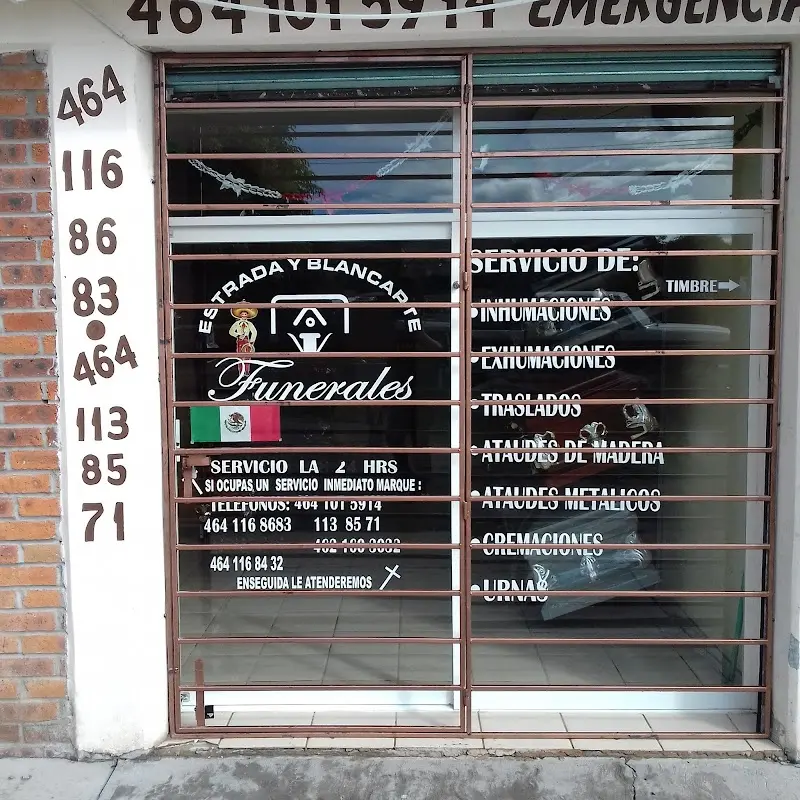 464 101 5914 EMERGENCIA
464
116
86
83
464
113
85
71
ESTRADA Y BLANCARTE
Funerales
SERVICIO LA 2 HRS
SI OCUPAS UN SERVICIO INMEDIATO MARQUE :
TELEFONOS: 464 101 5914
464 116 8683 113 85 71
464 116 84 32
ENSEGUIDA LE ATENDEREMOS
SERVICIO DE:
TIMBRE
•INHUMACIONES
•EXHUMACIONES
•TRASLADOS
•ATAUDES DE MADERA
•ATAUDES METALICOS
•CREMACIONES
•URNAS